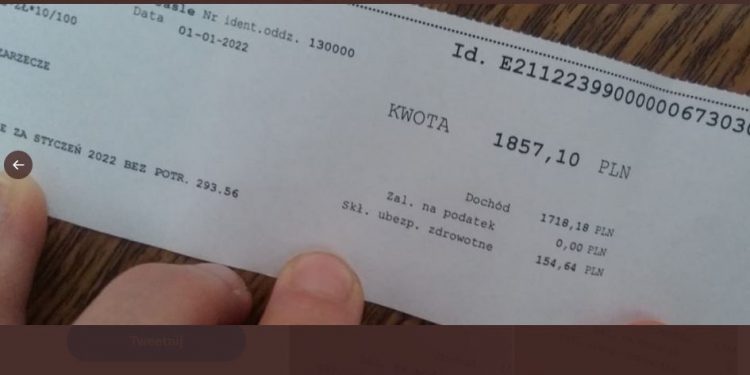 ZŁ*10/100
Jaśle Nr ident.oddz. 130000
Data 01-01-2022
ZARZECZE
E ZA STYCZEŃ 2022 BEZ POTR. 293.56
Id. E2112239900000067303
KWOTA 1857,10 PLN
Dochód 1718,18 PLN
Zal. na podatek 0,00 PLN
Skł. ubezp. zdrowotne 154,64 PLN
Tweetnij